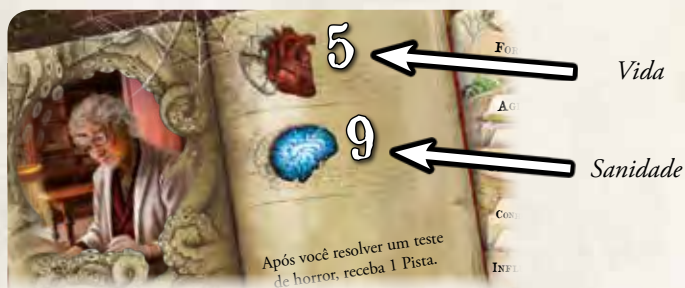 5
Vida
9
Sanidade
Após você resolver um teste
de horror, receba 1 Pista.